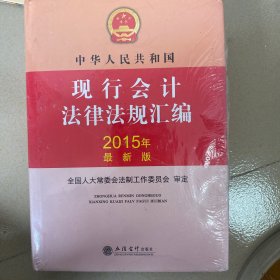 中华人民共和国
现行会计
法律法规汇编
2015年
最新版
全国人大常委会法制工作委员会 审定
ZHONGHUA RENMIN GONGHEGUO
XIANXING KUAIJI FALV FAGUI HUIBIAN
立信会计出版社